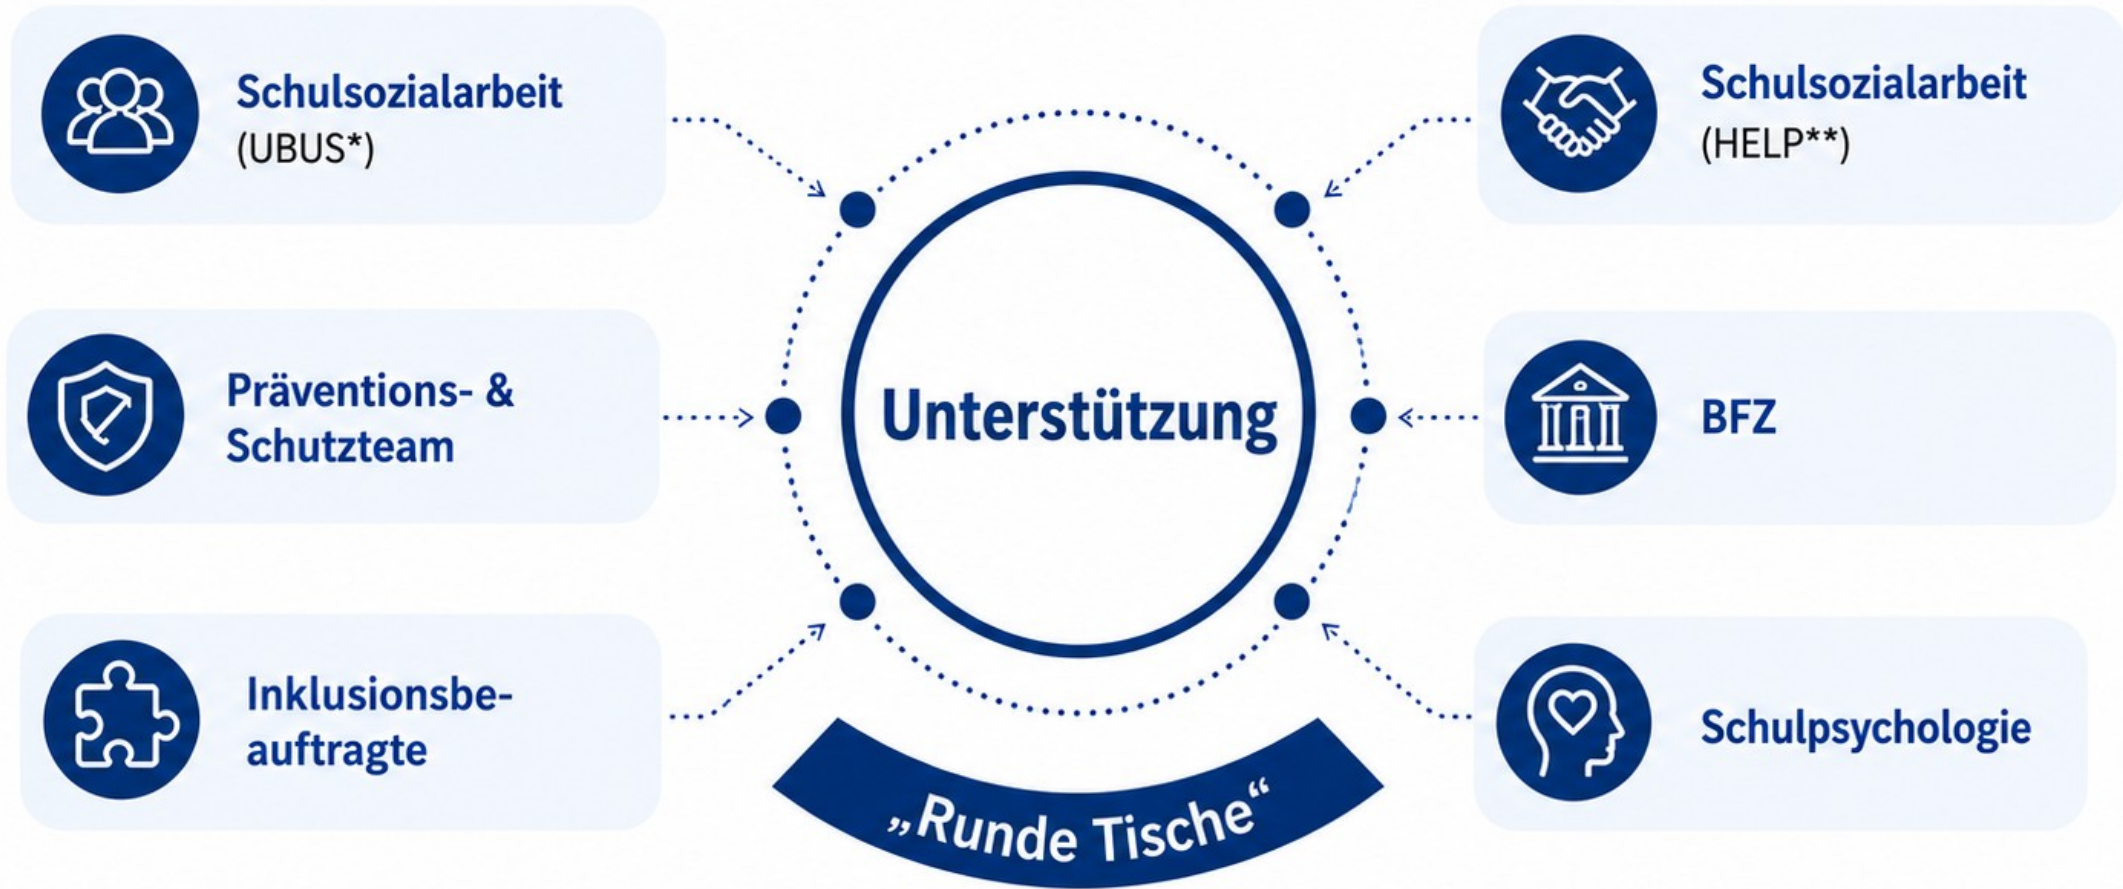 Schulsozialarbeit
(UBUS*)
Präventions- &
Schutzteam
Inklusionsbe-
auftragte
Unterstützung
„Runde Tische“
Schulsozialarbeit
(HELP**)
BFZ
Schulpsychologie